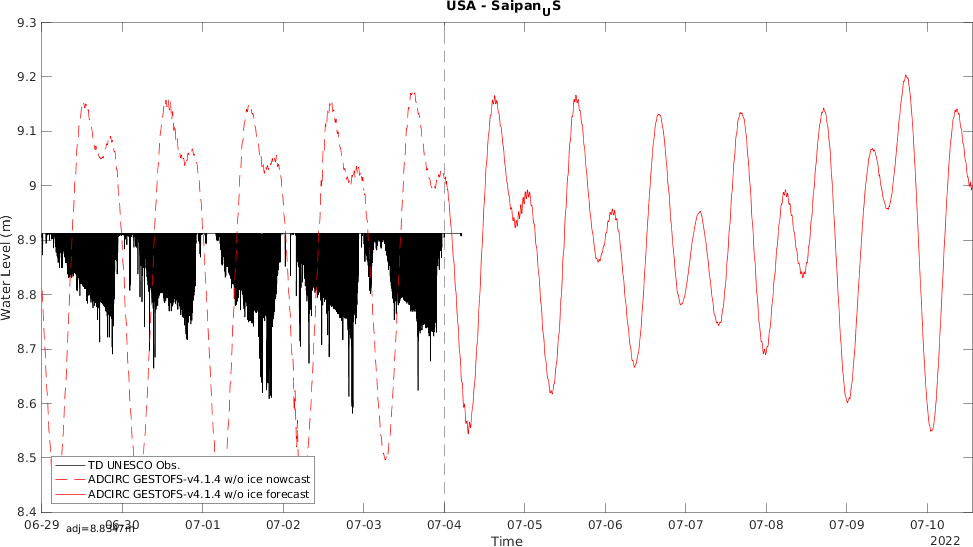 USA - Saipan_US
9.3
9.2
9.1
9
8.9
8.8
8.7
8.6
8.5
8.4
Water Level (m)
TD UNESCO Obs.
ADCIRC GESTOFS-v4.1.4 w/o ice nowcast
ADCIRC GESTOFS-v4.1.4 w/o ice forecast
06-29 06-30 07-01 07-02 07-03 07-04 07-05 07-06 07-07 07-08 07-09 07-10
adj=8.8347m
Time
2022